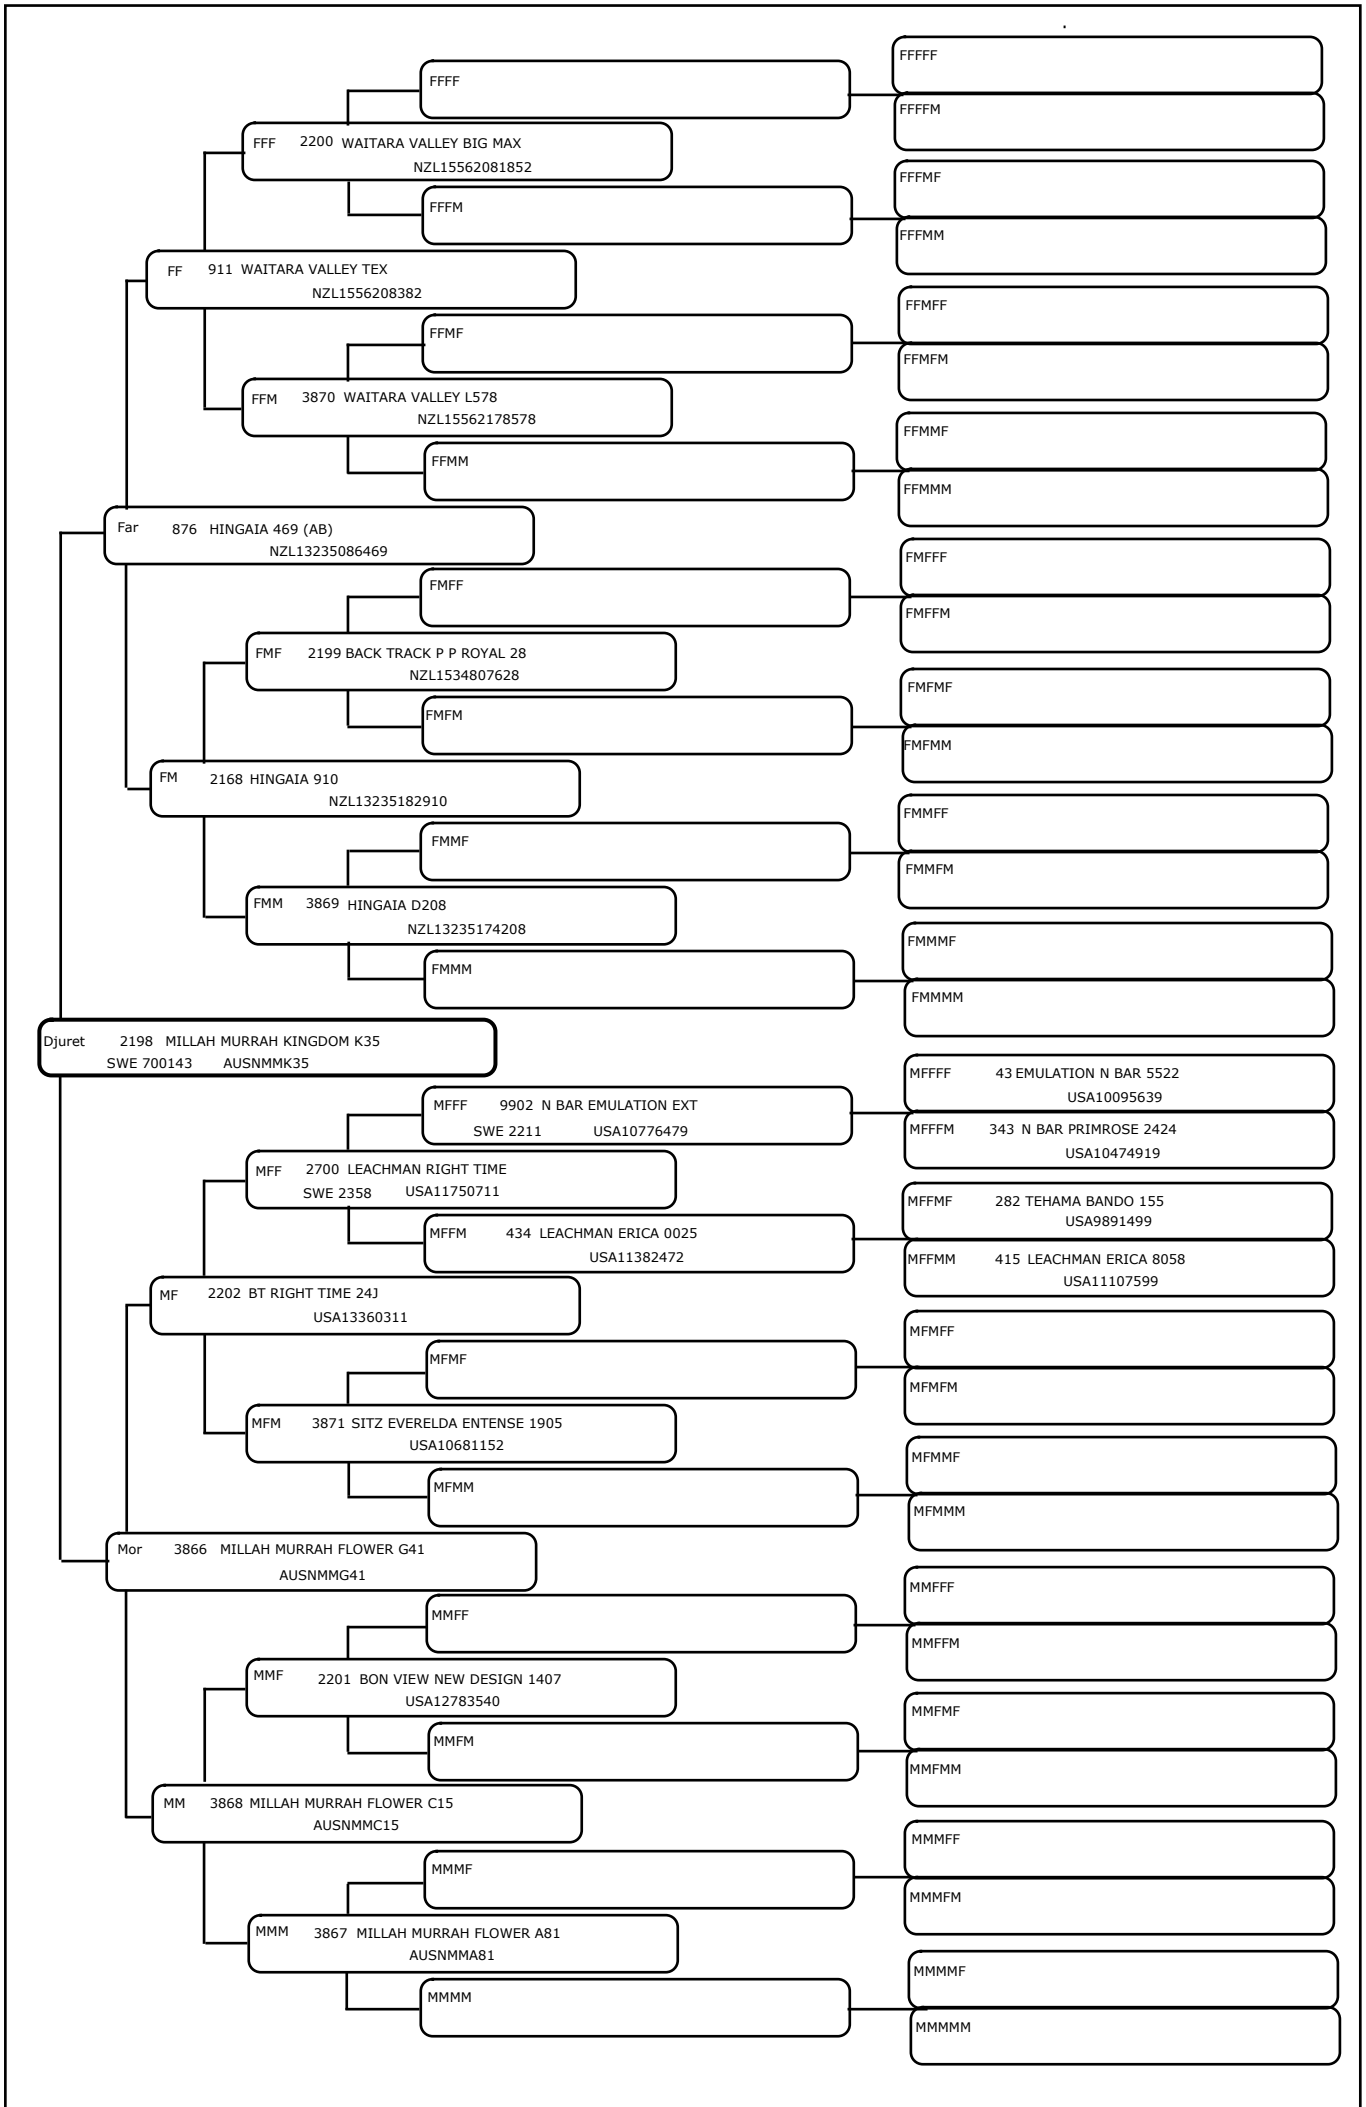 FFFFF
FFFF
FFFFM
FFF 2200 WAITARA VALLEY BIG MAX
NZL15562081852
FFFMF
FFFM
FFFMM
FF 911 WAITARA VALLEY TEX
NZL1556208382
FFMFF
FFMF
FFMFM
FFM 3870 WAITARA VALLEY L578
NZL15562178578
FFMMF
FFMM
FFMMM
Far 876 HINGAIA 469 (AB)
NZL13235086469
FMFFF
FMFF
FMFFM
FMF 2199 BACK TRACK P P ROYAL 28
NZL1534807628
FMFMF
FMFM
FMFMM
FM 2168 HINGAIA 910
NZL13235182910
FMMFF
FMMF
FMMFM
FMM 3869 HINGAIA D208
NZL13235174208
FMMMF
FMMM
FMMMM
Djuret 2198 MILLAH MURRAH KINGDOM K35
SWE 700143 AUSNMMK35
MFFFF 43 EMULATION N BAR 5522
USA10095639
MFFF 9902 N BAR EMULATION EXT
SWE 2211 USA10776479
MFFFM 343 N BAR PRIMROSE 2424
USA10474919
MFF 2700 LEACHMAN RIGHT TIME
SWE 2358 USA11750711
MFFMF 282 TEHAMA BANDO 155
USA9891499
MFFM 434 LEACHMAN ERICA 0025
USA11382472
MFFMM 415 LEACHMAN ERICA 8058
USA11107599
MF 2202 BT RIGHT TIME 24J
USA13360311
MFMFF
MFMF
MFMFM
MFM 3871 SITZ EVERELDA ENTENSE 1905
USA10681152
MFMMF
MFMM
MFMMM
Mor 3866 MILLAH MURRAH FLOWER G41
AUSNMMG41
MMFFF
MMFF
MMFFM
MMF 2201 BON VIEW NEW DESIGN 1407
USA12783540
MMFMF
MMFM
MMFMM
MM 3868 MILLAH MURRAH FLOWER C15
AUSNMMC15
MMMFF
MMMF
MMMFM
MMM 3867 MILLAH MURRAH FLOWER A81
AUSNMMA81
MMMMF
MMMM
MMMMM